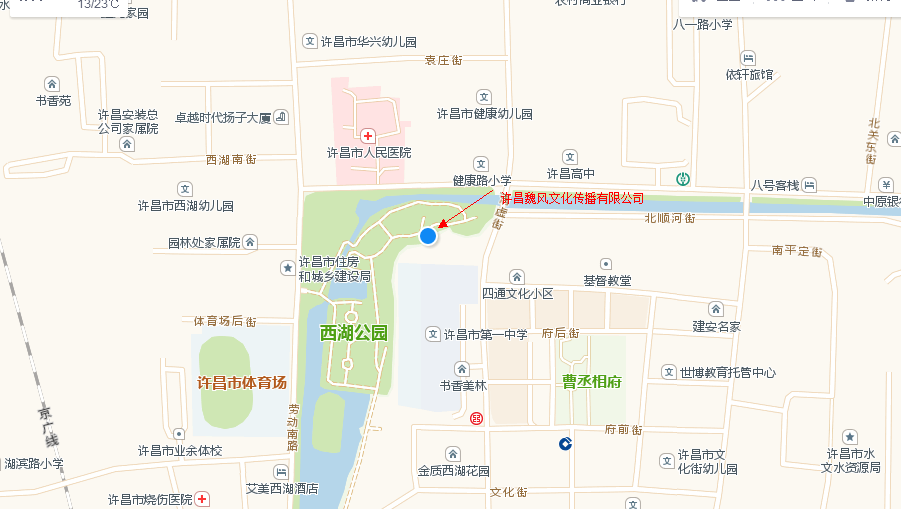 13/23℃
家园
八一路小学
许昌市华兴幼儿园
袁庄街
依轩旅馆
书香苑
许昌安装总
公司家属院
卓越时代扬子大厦
许昌市健康幼儿园
北关东街
许昌市人民医院
西湖南街
健康路小学
许昌高中
八号客栈
中原银
许昌魏风文化传播有限公司
许昌市西湖幼儿园
北顺河街
园林处家属院
南平定街
许昌市住房
和城乡建设局
基督教堂
四通文化小区
体育场后街
西湖公园
许昌市第一中学
府后街
建安名家
许昌市体育场
书香美林
曹丞相府
世博教育托管中心
京广线
劳动南路
府前街
许昌市业余体校
湖滨路小学
金质西湖花园
许昌市文
化街幼儿园
许昌市水
文水资源局
艾美西湖酒店
许昌市烧伤医院
文化街